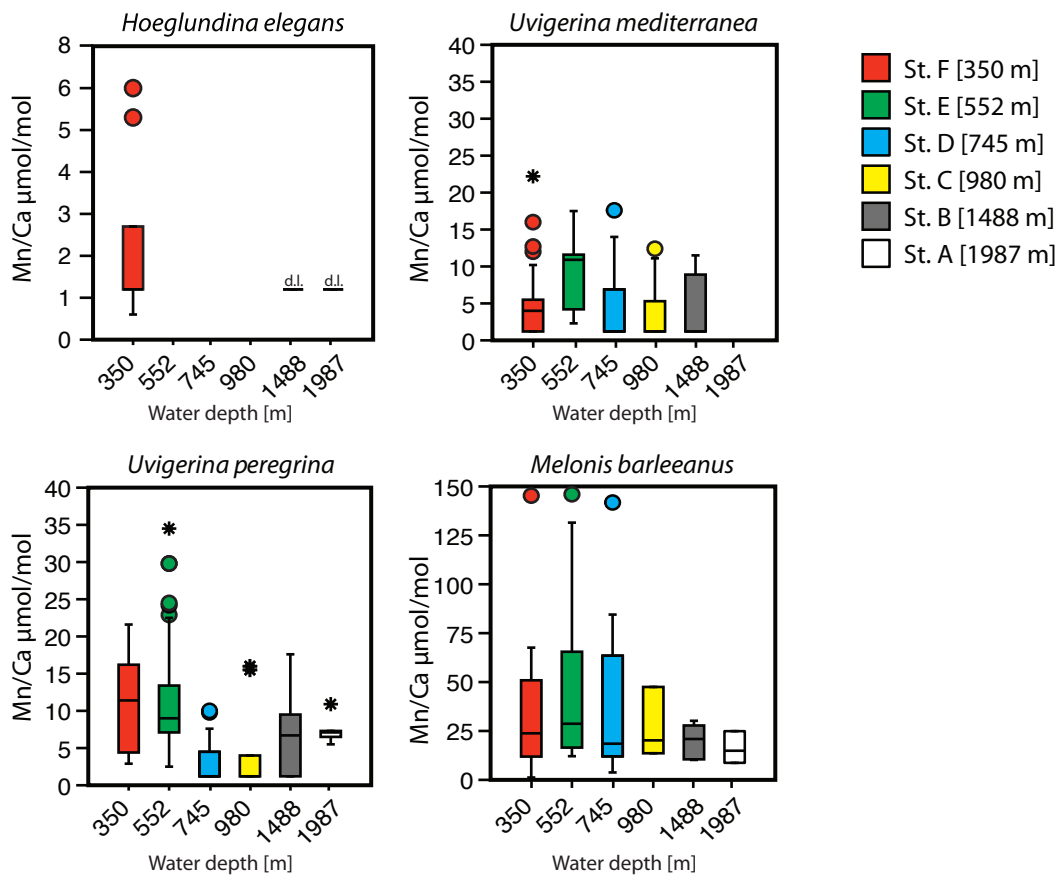 Hoeglundina elegans
Mn/Ca µmol/mol
8
7
6
5
4
3
2
1
0
d.l.
d.l.
350
552
745
980
1488
1987
Water depth [m]
Uvigerina mediterranea
Mn/Ca µmol/mol
40
35
30
25
20
15
10
5
0
350
552
745
980
1488
1987
Water depth [m]
St. F [350 m]
St. E [552 m]
St. D [745 m]
St. C [980 m]
St. B [1488 m]
St. A [1987 m]
Uvigerina peregrina
Mn/Ca µmol/mol
40
35
30
25
20
15
10
5
0
350
552
745
980
1488
1987
Water depth [m]
Melonis barleeanus
Mn/Ca µmol/mol
150
125
100
75
50
25
0
350
552
745
980
1488
1987
Water depth [m]